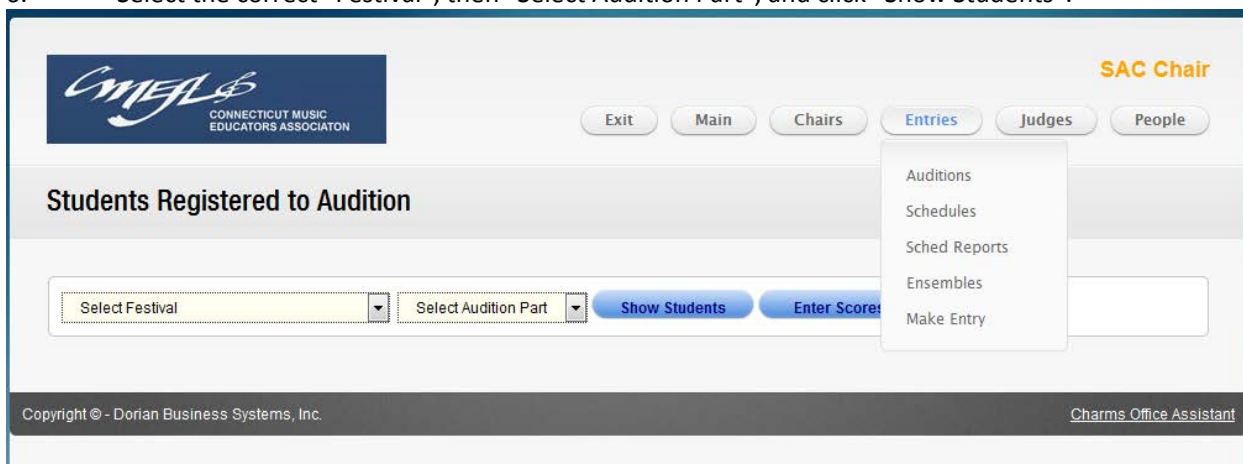 Select the correct "Festival", then "Select Audition Part", and click "Show Students".
CMEA
CONNECTICUT MUSIC
EDUCATORS ASSOCIATON
SAC Chair
Exit Main Chairs Entries Judges People
Auditions
Schedules
Sched Reports
Ensembles
Make Entry
Students Registered to Audition
Select Festival Select Audition Part Show Students Enter Scores
Copyright © - Dorian Business Systems, Inc. Charms Office Assistant